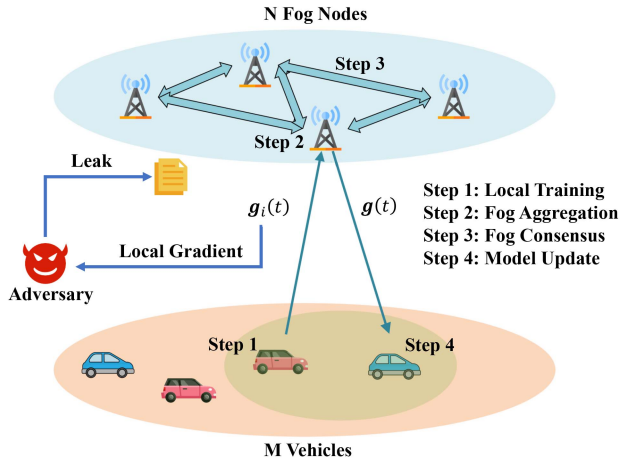 N Fog Nodes
Step 3
Step 2
Leak
g_i(t)
g(t)
Step 1: Local Training
Step 2: Fog Aggregation
Step 3: Fog Consensus
Step 4: Model Update
Local Gradient
Adversary
Step 1
Step 4
M Vehicles